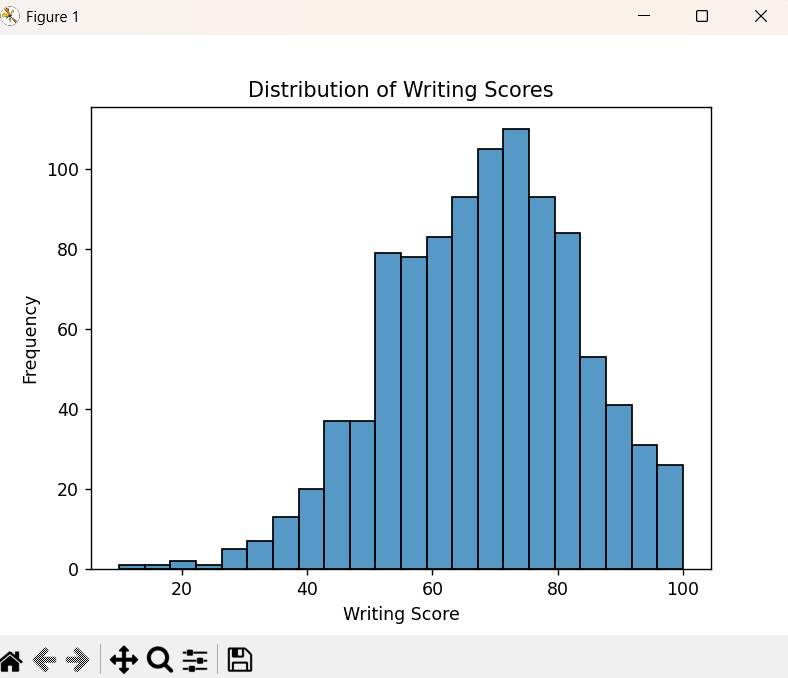 Figure 1
Distribution of Writing Scores
100
80
60
40
20
0
Frequency
20 40 60 80 100
Writing Score